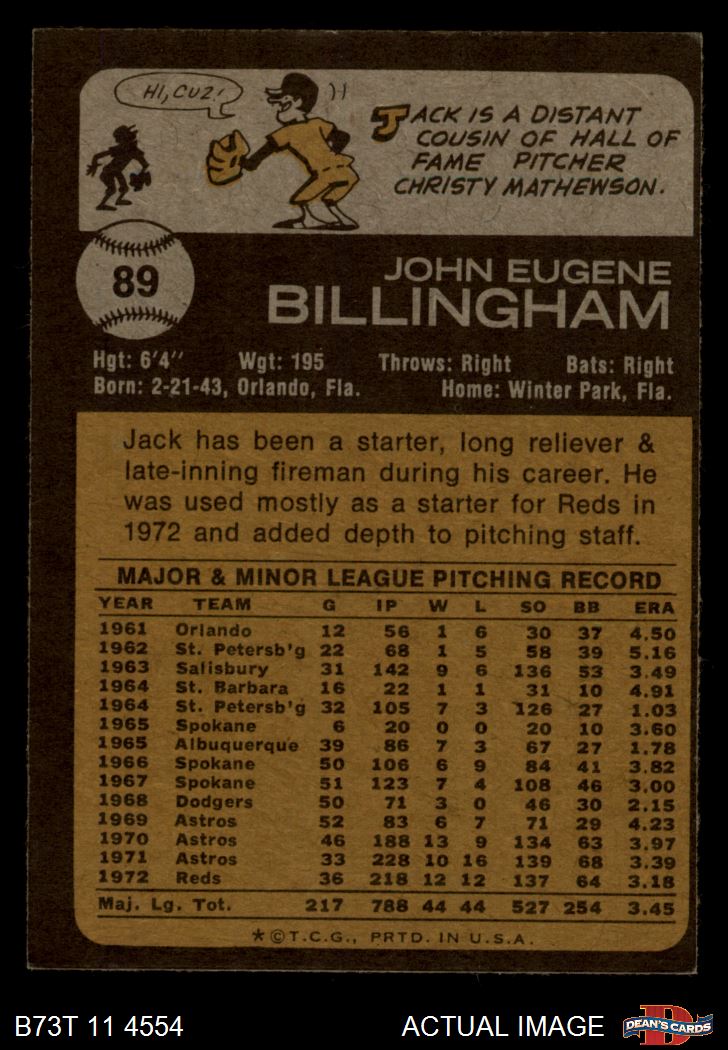 HI, CUZ!
JACK IS A DISTANT
COUSIN OF HALL OF
FAME PITCHER
CHRISTY MATHEWSON.
89
JOHN EUGENE
BILLINGHAM
Hgt: 6'4" Wgt: 195 Throws: Right Bats: Right
Born: 2-21-43, Orlando, Fla. Home: Winter Park, Fla.
Jack has been a starter, long reliever &
late-inning fireman during his career. He
was used mostly as a starter for Reds in
1972 and added depth to pitching staff.
MAJOR & MINOR LEAGUE PITCHING RECORD
YEAR TEAM G IP W L SO BB ERA
1961 Orlando 12 56 1 6 30 37 4.50
1962 St. Petersb'g 22 68 1 5 58 39 5.16
1963 Salisbury 31 142 9 6 136 53 3.49
1964 St. Barbara 16 22 1 1 31 10 4.91
1964 St. Petersb'g 32 105 7 3 126 27 1.03
1965 Spokane 6 20 0 0 20 10 3.60
1965 Albuquerque 39 86 7 3 67 27 1.78
1966 Spokane 50 106 6 9 84 41 3.82
1967 Spokane 51 123 7 4 108 46 3.00
1968 Dodgers 50 71 3 0 46 30 2.15
1969 Astros 52 83 6 7 71 29 4.23
1970 Astros 46 188 13 9 134 63 3.97
1971 Astros 33 228 10 16 139 68 3.39
1972 Reds 36 218 12 12 137 64 3.18
Maj. Lg. Tot. 217 788 44 44 527 254 3.45
*©T.C.G., PRTD. IN U.S.A.
B73T 11 4554 ACTUAL IMAGE D DEAN'S CARDS